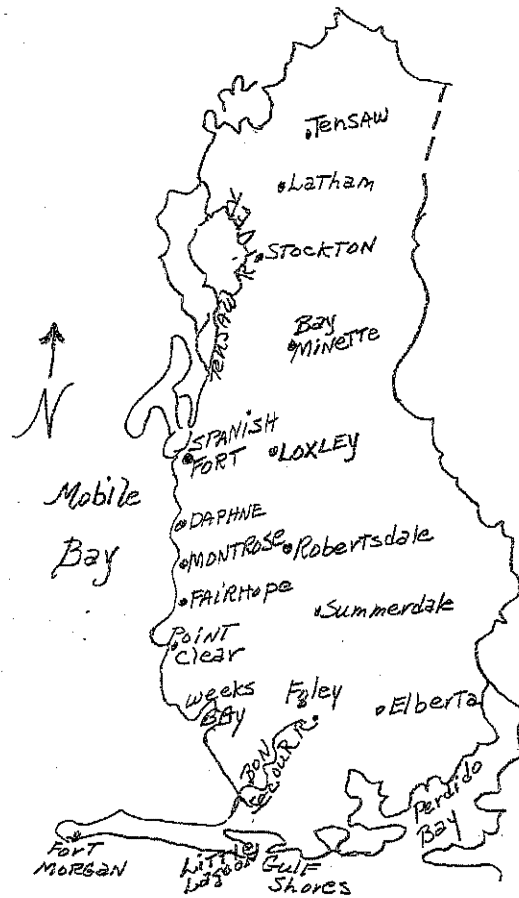 TenSAW
LaTham
STOCKTON
TENSAW
Bay
MINETTE
N
SPANISH
FORT
LOXLEY
Mobile
Bay
DAPHNE
MONTROSE
Robertsdale
FAIRHOPE
Summerdale
POINT
Clear
Weeks
BAY
Foley
Elberta
BON
SECOUR R
Perdido
Bay
FORT
MORGAN
LITTLE
Lagoon
GULF
Shores